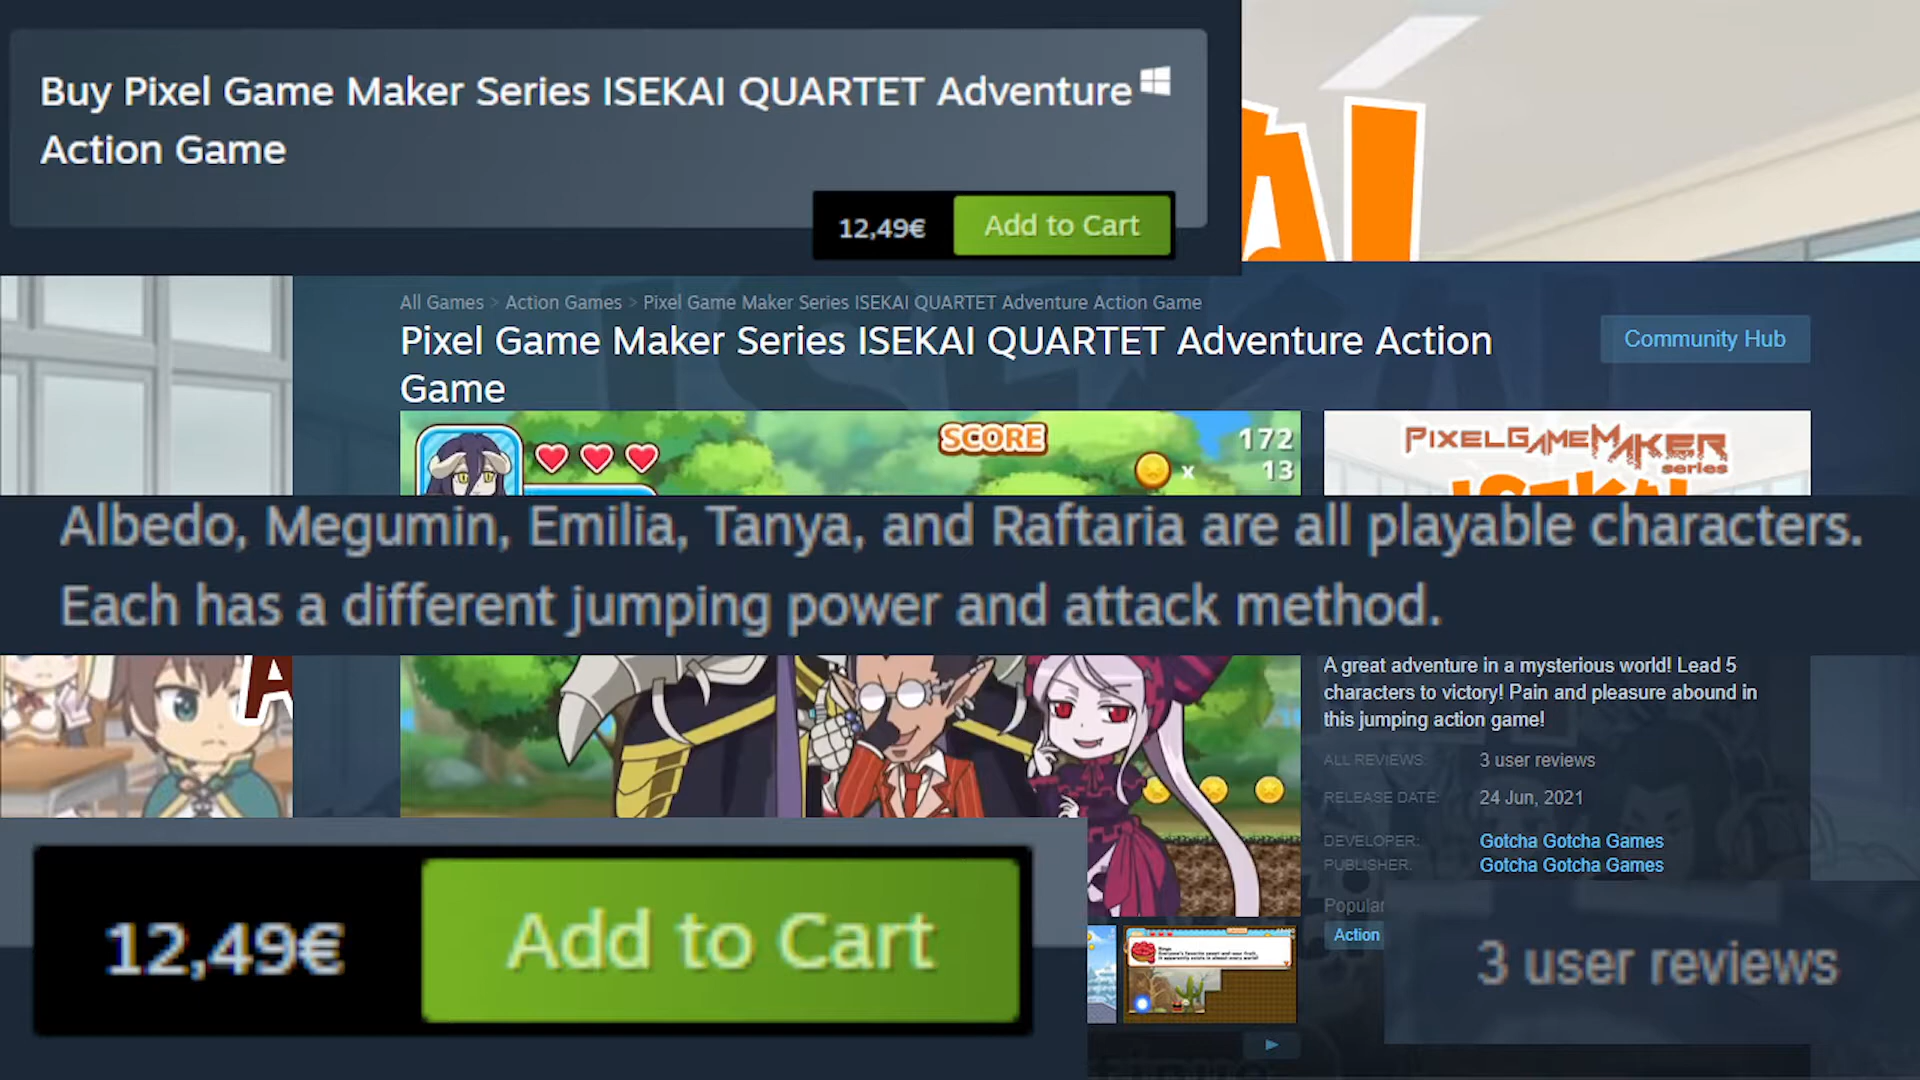 Buy Pixel Game Maker Series ISEKAI QUARTET Adventure
Action Game
12,49€
Add to Cart
AI
All Games > Action Games > Pixel Game Maker Series ISEKAI QUARTET Adventure Action Game
Pixel Game Maker Series ISEKAI QUARTET Adventure Action
Game
Community Hub
SCORE
172
x 13
PIXEL GAME MAKER
series
ISEKAI
Albedo, Megumin, Emilia, Tanya, and Raftaria are all playable characters.
Each has a different jumping power and attack method.
A
A great adventure in a mysterious world! Lead 5
characters to victory! Pain and pleasure abound in
this jumping action game!
ALL REVIEWS: 3 user reviews
RELEASE DATE: 24 Jun, 2021
DEVELOPER: Gotcha Gotcha Games
PUBLISHER: Gotcha Gotcha Games
Popular
Action
12,49€
Add to Cart
3 user reviews